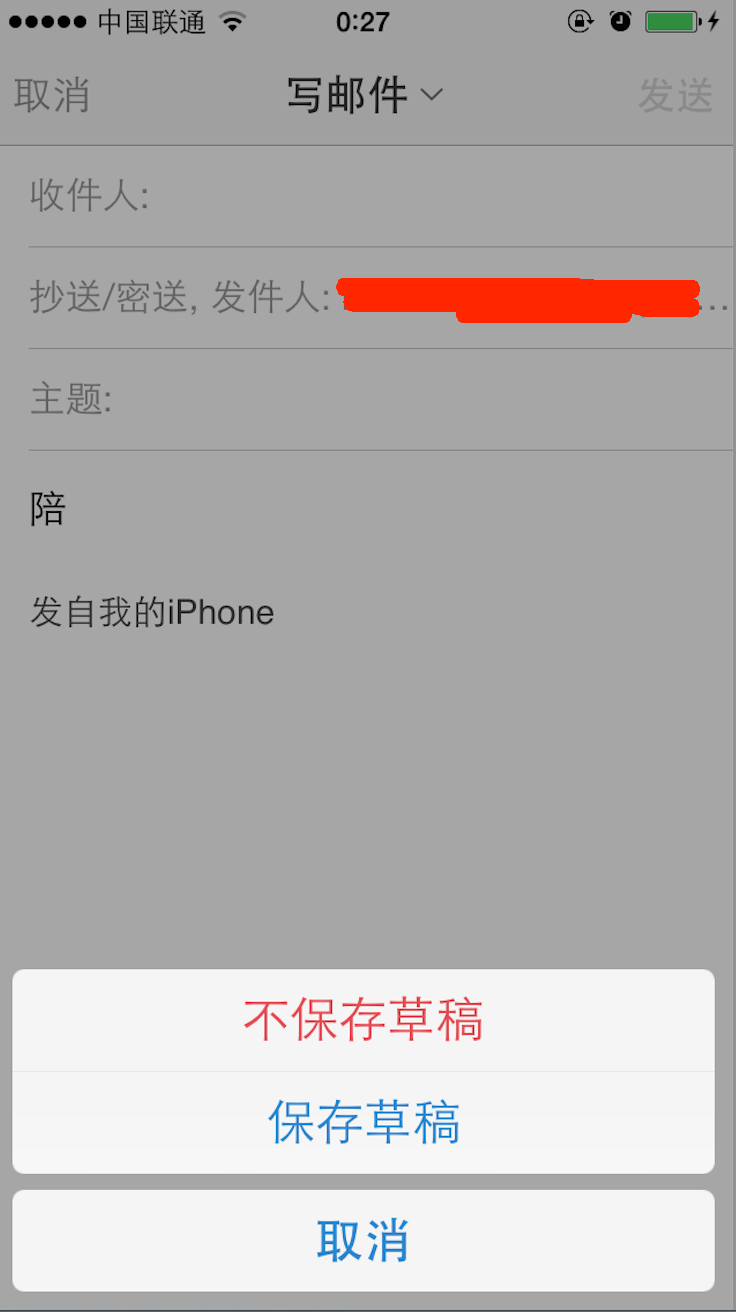 中国联通 0:27
取消 写邮件 发送
收件人:
抄送/密送, 发件人: ...
主题:
陪
发自我的iPhone
不保存草稿
保存草稿
取消